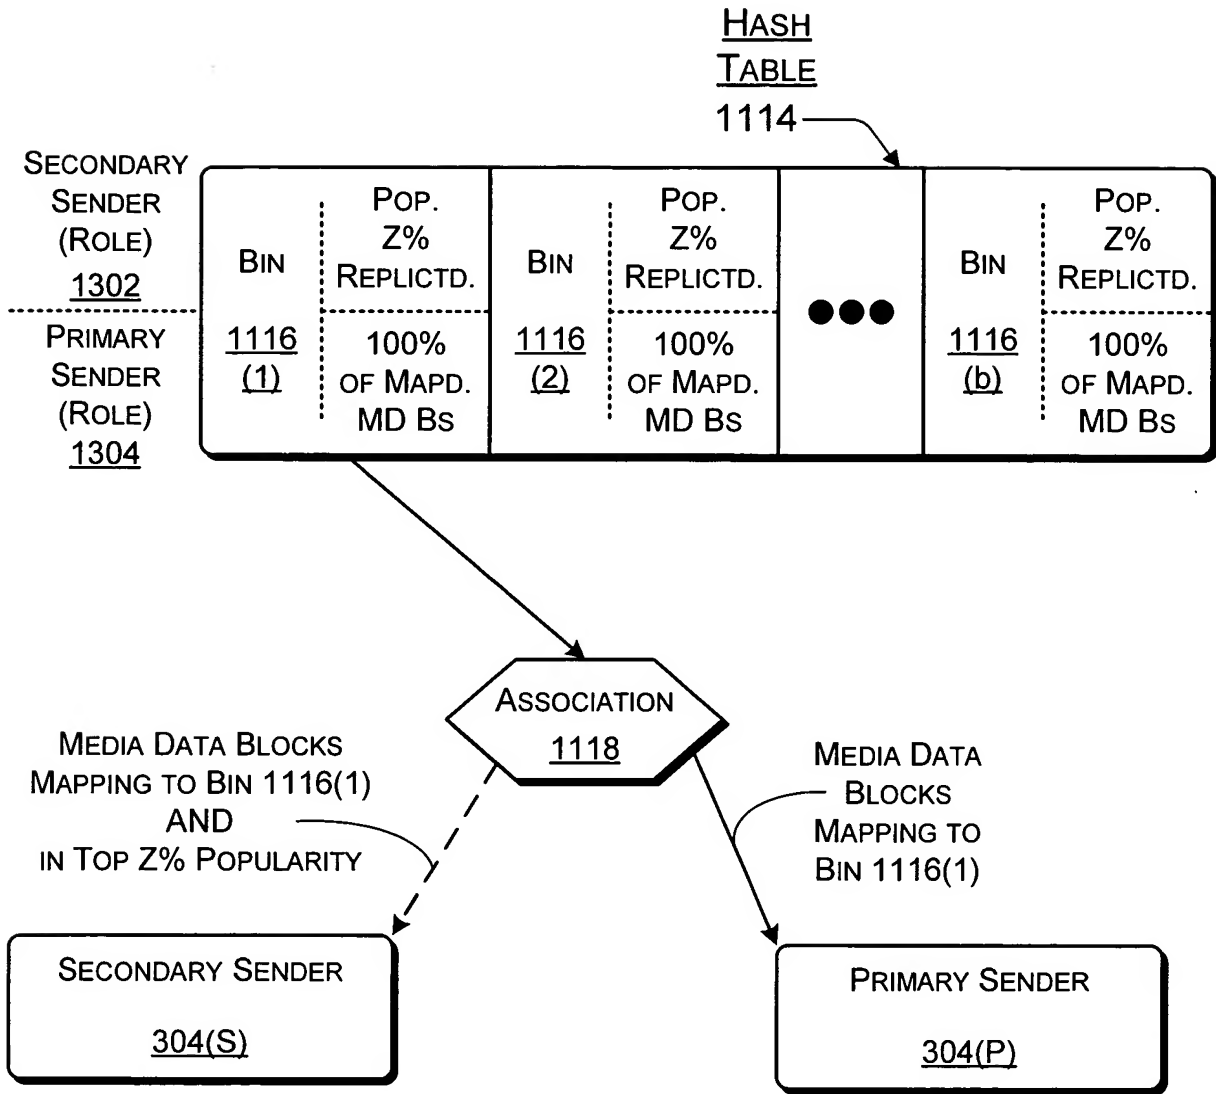 HASH
TABLE
1114
SECONDARY
SENDER
(ROLE)
1302
PRIMARY
SENDER
(ROLE)
1304
BIN
1116
(1)
POP.
Z%
REPLICTD.
100%
OF MAPD.
MD BS
BIN
1116
(2)
POP.
Z%
REPLICTD.
100%
OF MAPD.
MD BS
BIN
1116
(b)
POP.
Z%
REPLICTD.
100%
OF MAPD.
MD BS
ASSOCIATION
1118
MEDIA DATA BLOCKS
MAPPING TO BIN 1116(1)
AND
IN TOP Z% POPULARITY
MEDIA DATA
BLOCKS
MAPPING TO
BIN 1116(1)
SECONDARY SENDER
304(S)
PRIMARY SENDER
304(P)